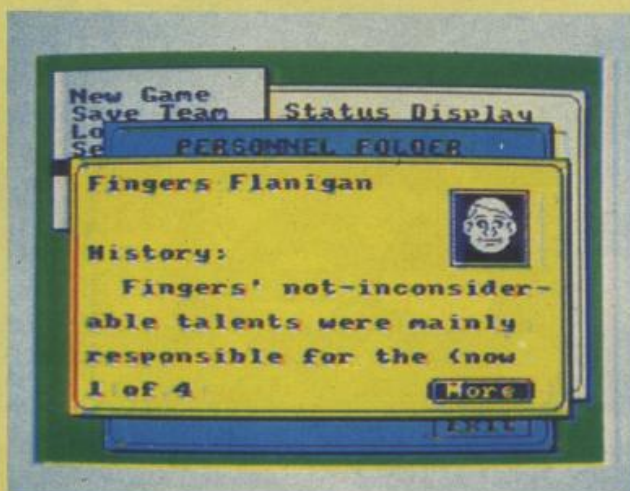 New Game
Save Team
Lo
Se
Status Display
PERSONNEL FOLDER
Fingers Flanigan
History:
Fingers' not-inconsider-
able talents were mainly
responsible for the (now
1 of 4
More
EXIT